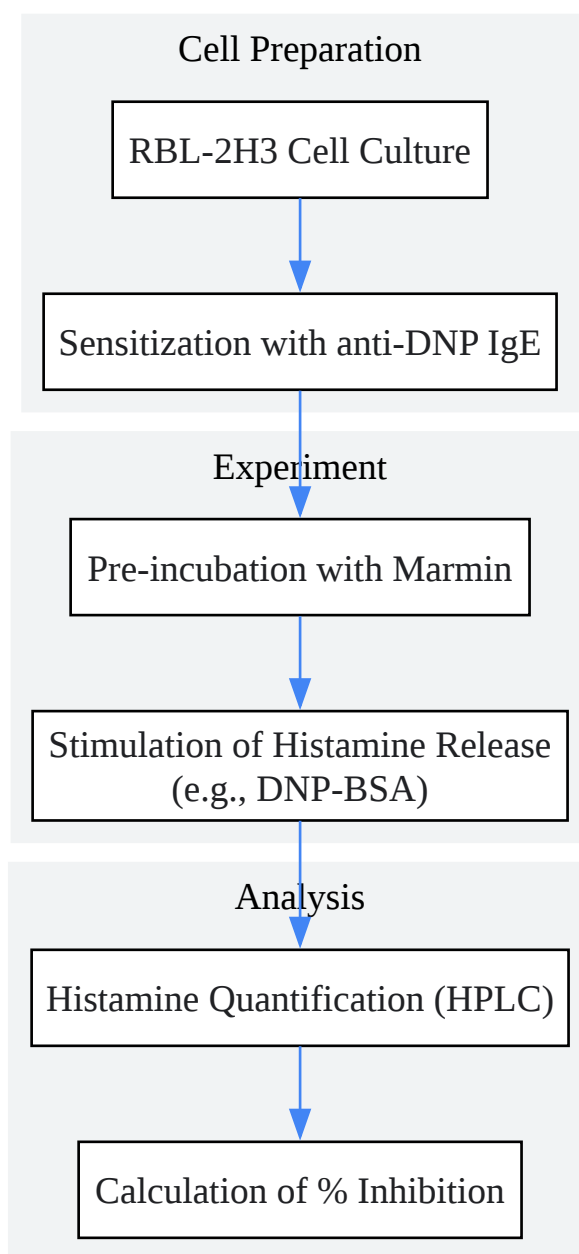 Cell Preparation
RBL-2H3 Cell Culture
Sensitization with anti-DNP IgE
Experiment
Pre-incubation with Marmin
Stimulation of Histamine Release
(e.g., DNP-BSA)
Analysis
Histamine Quantification (HPLC)
Calculation of % Inhibition